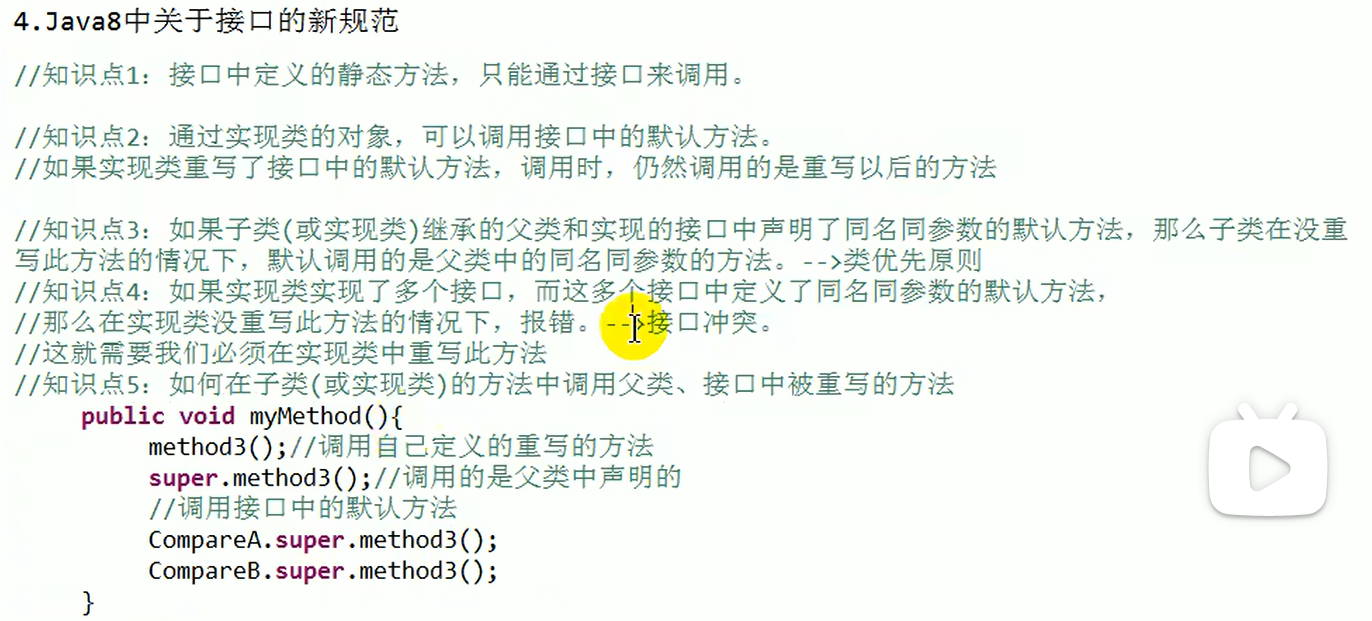 4.Java8中关于接口的新规范
//知识点1：接口中定义的静态方法，只能通过接口来调用。
//知识点2：通过实现类的对象，可以调用接口中的默认方法。
//如果实现类重写了接口中的默认方法，调用时，仍然调用的是重写以后的方法
//知识点3：如果子类(或实现类)继承的父类和实现的接口中声明了同名同参数的默认方法，那么子类在没重
写此方法的情况下，默认调用的是父类中的同名同参数的方法。-->类优先原则
//知识点4：如果实现类实现了多个接口，而这多个接口中定义了同名同参数的默认方法，
//那么在实现类没重写此方法的情况下，报错。-->接口冲突。
//这就需要我们必须在实现类中重写此方法
//知识点5：如何在子类(或实现类)的方法中调用父类、接口中被重写的方法
public void myMethod(){
method3();//调用自己定义的重写的方法
super.method3();//调用的是父类中声明的
//调用接口中的默认方法
CompareA.super.method3();
CompareB.super.method3();
}